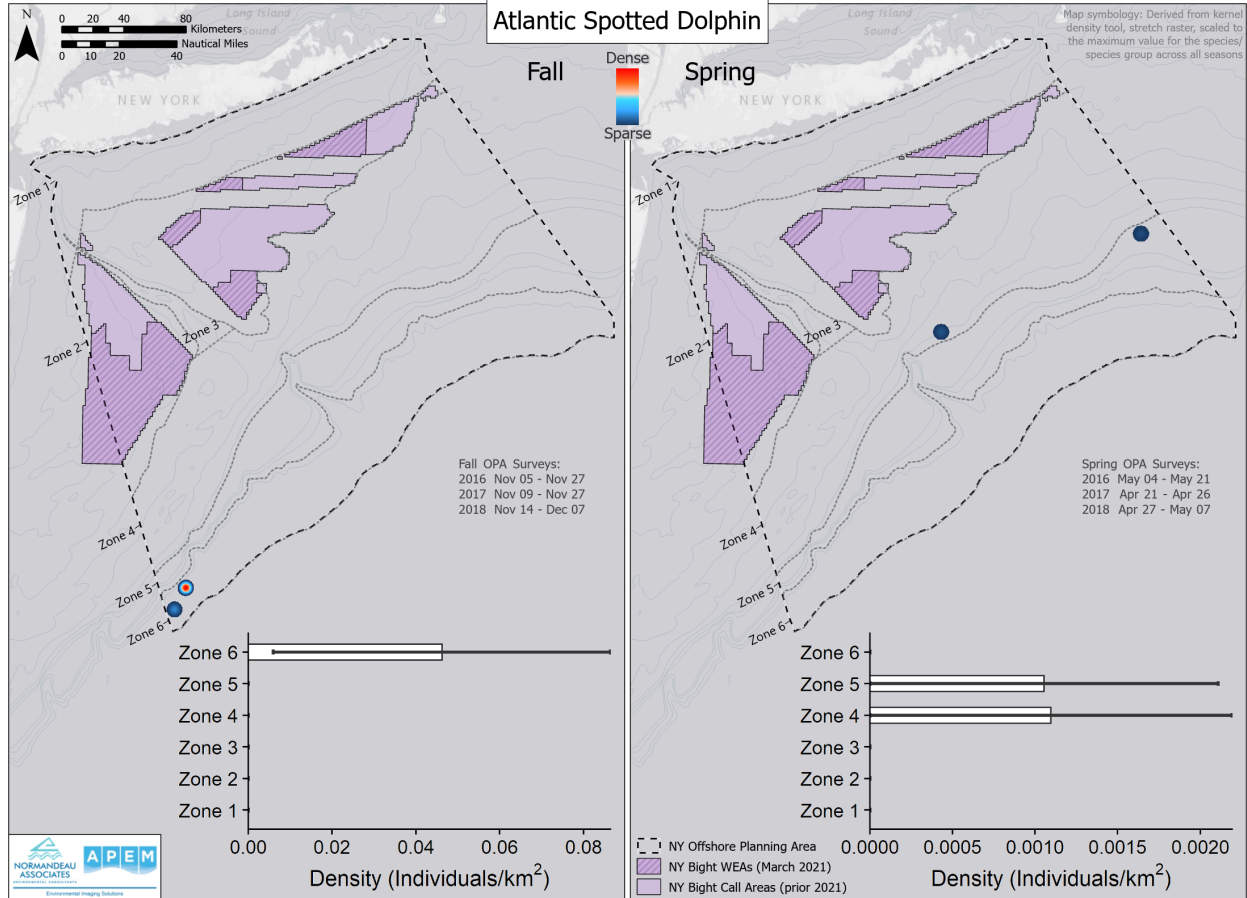 Atlantic Spotted Dolphin
N
0 20 40 80
Kilometers
Nautical Miles
0 10 20 40
Long Island
Sound
NEW YORK
Fall
Dense
Sparse
Zone 1
Zone 2
Zone 3
Zone 4
Zone 5
Zone 6
Fall OPA Surveys:
2016 Nov 05 - Nov 27
2017 Nov 09 - Nov 27
2018 Nov 14 - Dec 07
Zone 6
Zone 5
Zone 4
Zone 3
Zone 2
Zone 1
0.00 0.02 0.04 0.06 0.08
Density (Individuals/km²)
NORMANDEAU
ASSOCIATES
ENVIRONMENTAL CONSULTANTS
APEM
Environmental Imaging Solutions
Spring
Long Island
Sound
Map symbology: Derived from kernel
density tool, stretch raster, scaled to
the maximum value for the species/
species group across all seasons
NEW YORK
Zone 1
Zone 2
Zone 3
Zone 4
Zone 5
Zone 6
Spring OPA Surveys:
2016 May 04 - May 21
2017 Apr 21 - Apr 26
2018 Apr 27 - May 07
Zone 6
Zone 5
Zone 4
Zone 3
Zone 2
Zone 1
0.0000 0.0005 0.0010 0.0015 0.0020
Density (Individuals/km²)
NY Offshore Planning Area
NY Bight WEAs (March 2021)
NY Bight Call Areas (prior 2021)